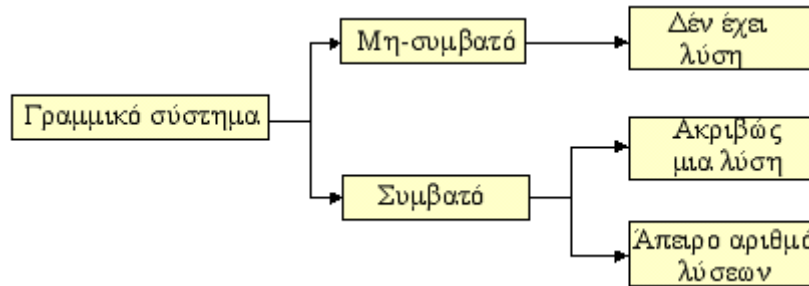 Γραμμικό σύστημα
Μη-συμβατό
Δέν έχει
λύση
Συμβατό
Ακριβώς
μια λύση
Άπειρο αριθμό
λύσεων